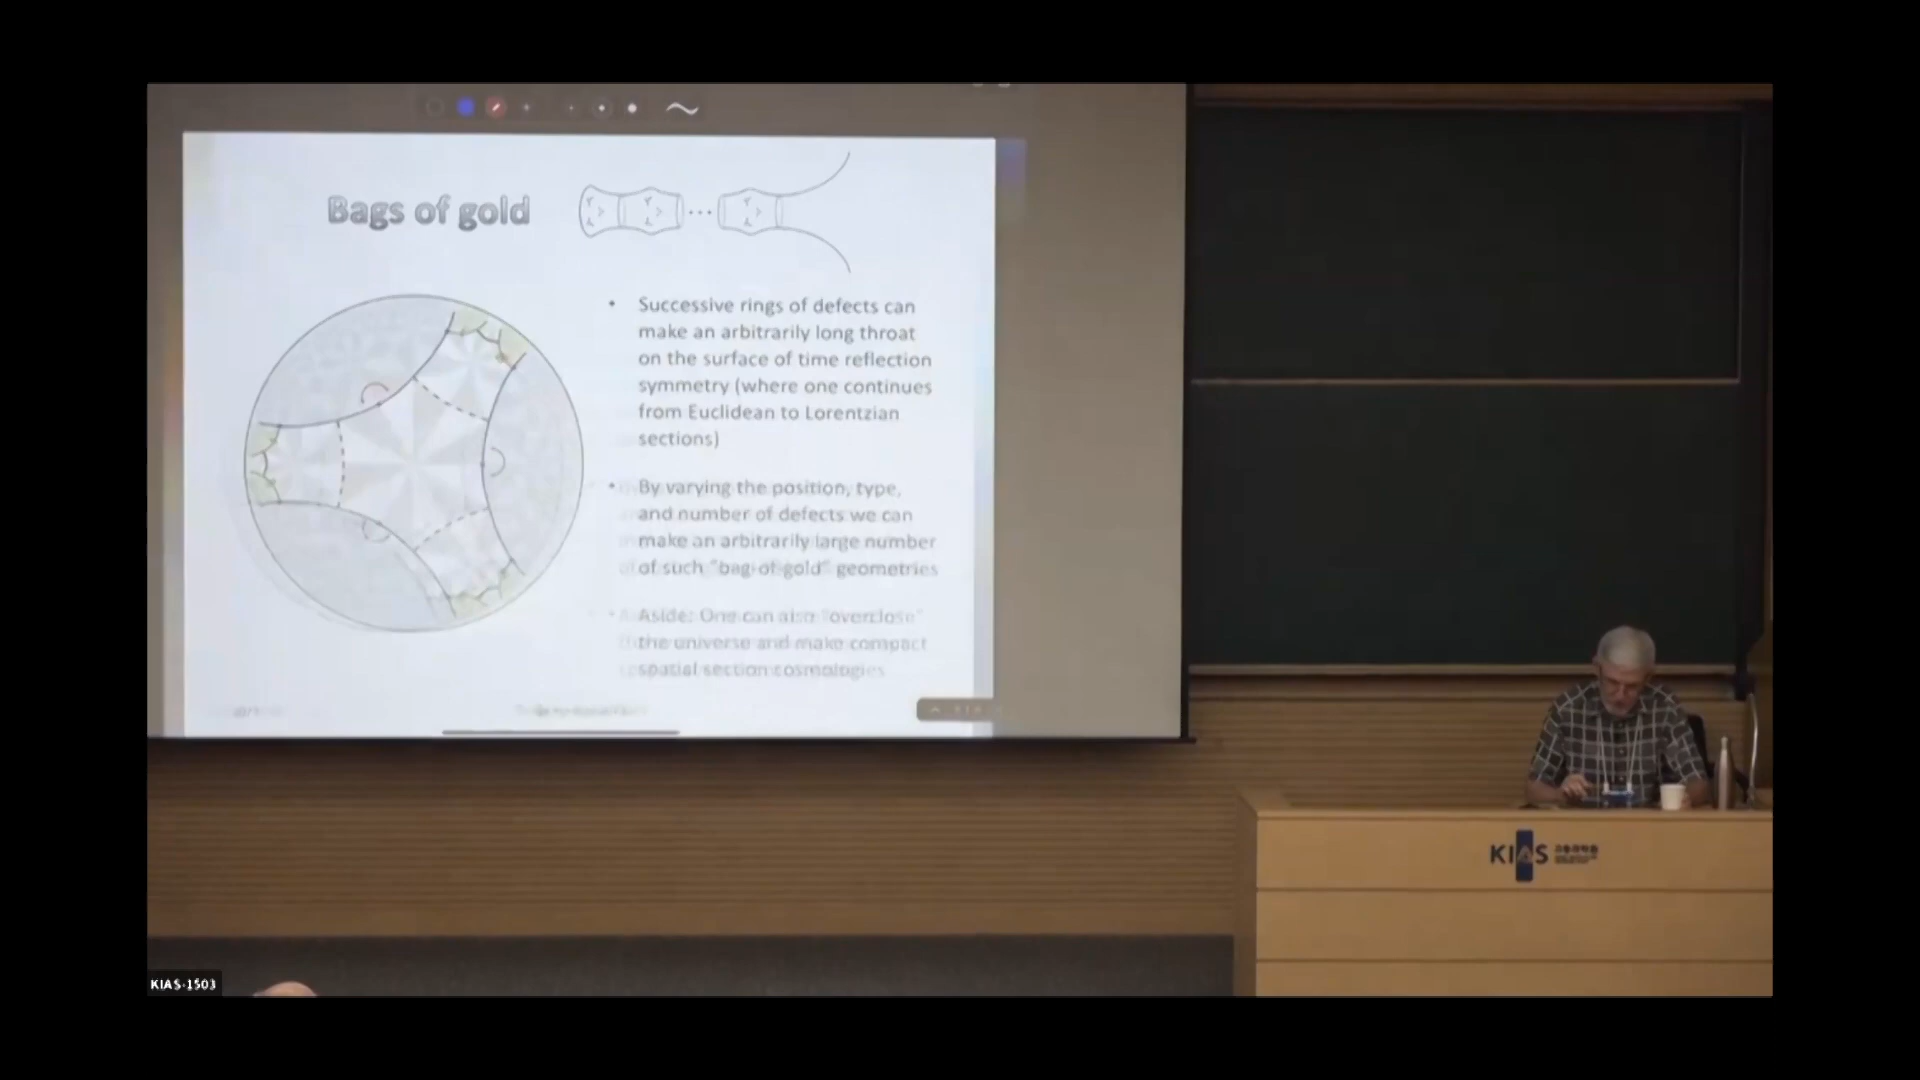 Bags of gold
• Successive rings of defects can
make an arbitrarily long throat
on the surface of time reflection
symmetry (where one continues
from Euclidean to Lorentzian
sections)
• By varying the position, type,
and number of defects we can
make an arbitrarily large number
of such "bag-of-gold" geometries
• Aside: One can also "overclose"
the universe and make compact
spatial section cosmologies
KIAS
KIAS-1503